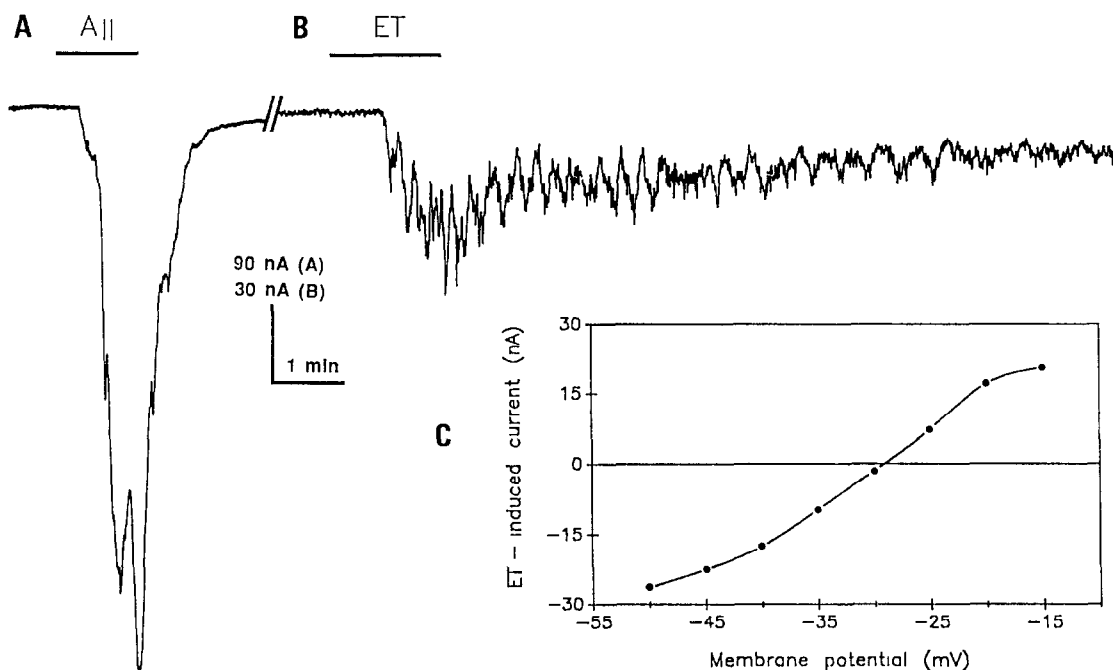 A AII B ET
90 nA (A)
30 nA (B)
1 min
C
ET – induced current (nA)
30
15
0
−15
−30
−55 −45 −35 −25 −15
Membrane potential (mV)